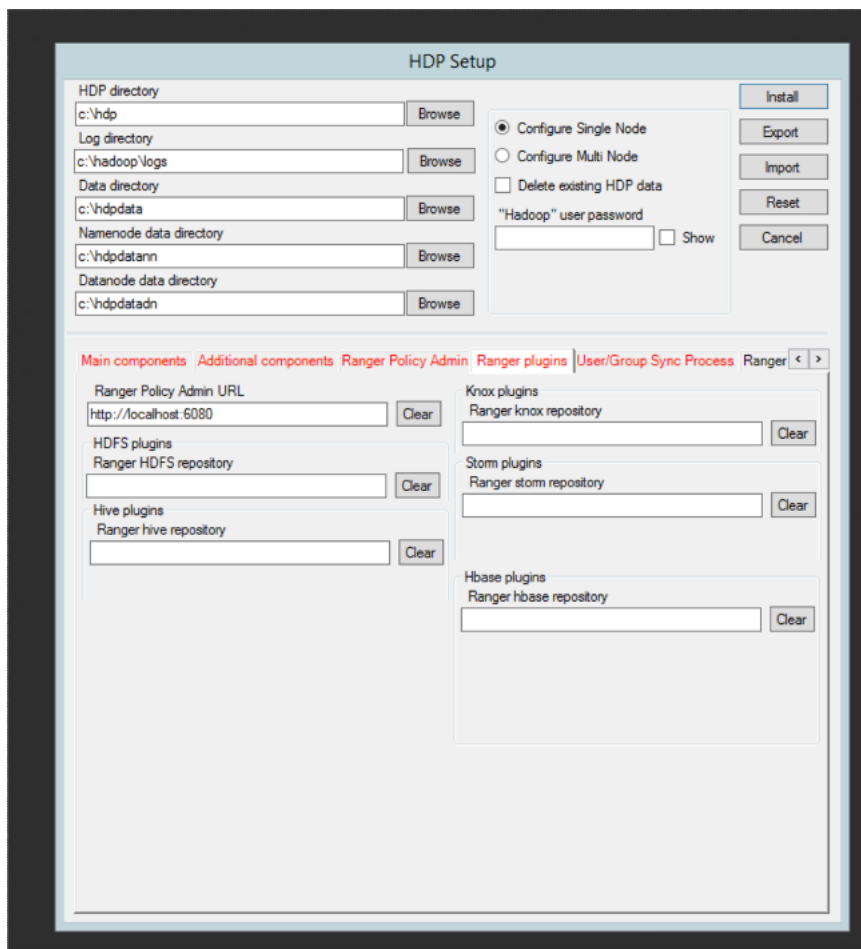 HDP Setup
HDP directory
c:\hdp
Browse
Log directory
c:\hadoop\logs
Browse
Data directory
c:\hdpdata
Browse
Namenode data directory
c:\hdpdatann
Browse
Datanode data directory
c:\hdpdatadn
Browse
Configure Single Node
Configure Multi Node
Delete existing HDP data
"Hadoop" user password
Show
Install
Export
Import
Reset
Cancel
Main components Additional components Ranger Policy Admin Ranger plugins User/Group Sync Process Ranger < >
Ranger Policy Admin URL
http://localhost:6080
Clear
HDFS plugins
Ranger HDFS repository
Clear
Hive plugins
Ranger hive repository
Clear
Knox plugins
Ranger knox repository
Clear
Storm plugins
Ranger storm repository
Clear
Hbase plugins
Ranger hbase repository
Clear